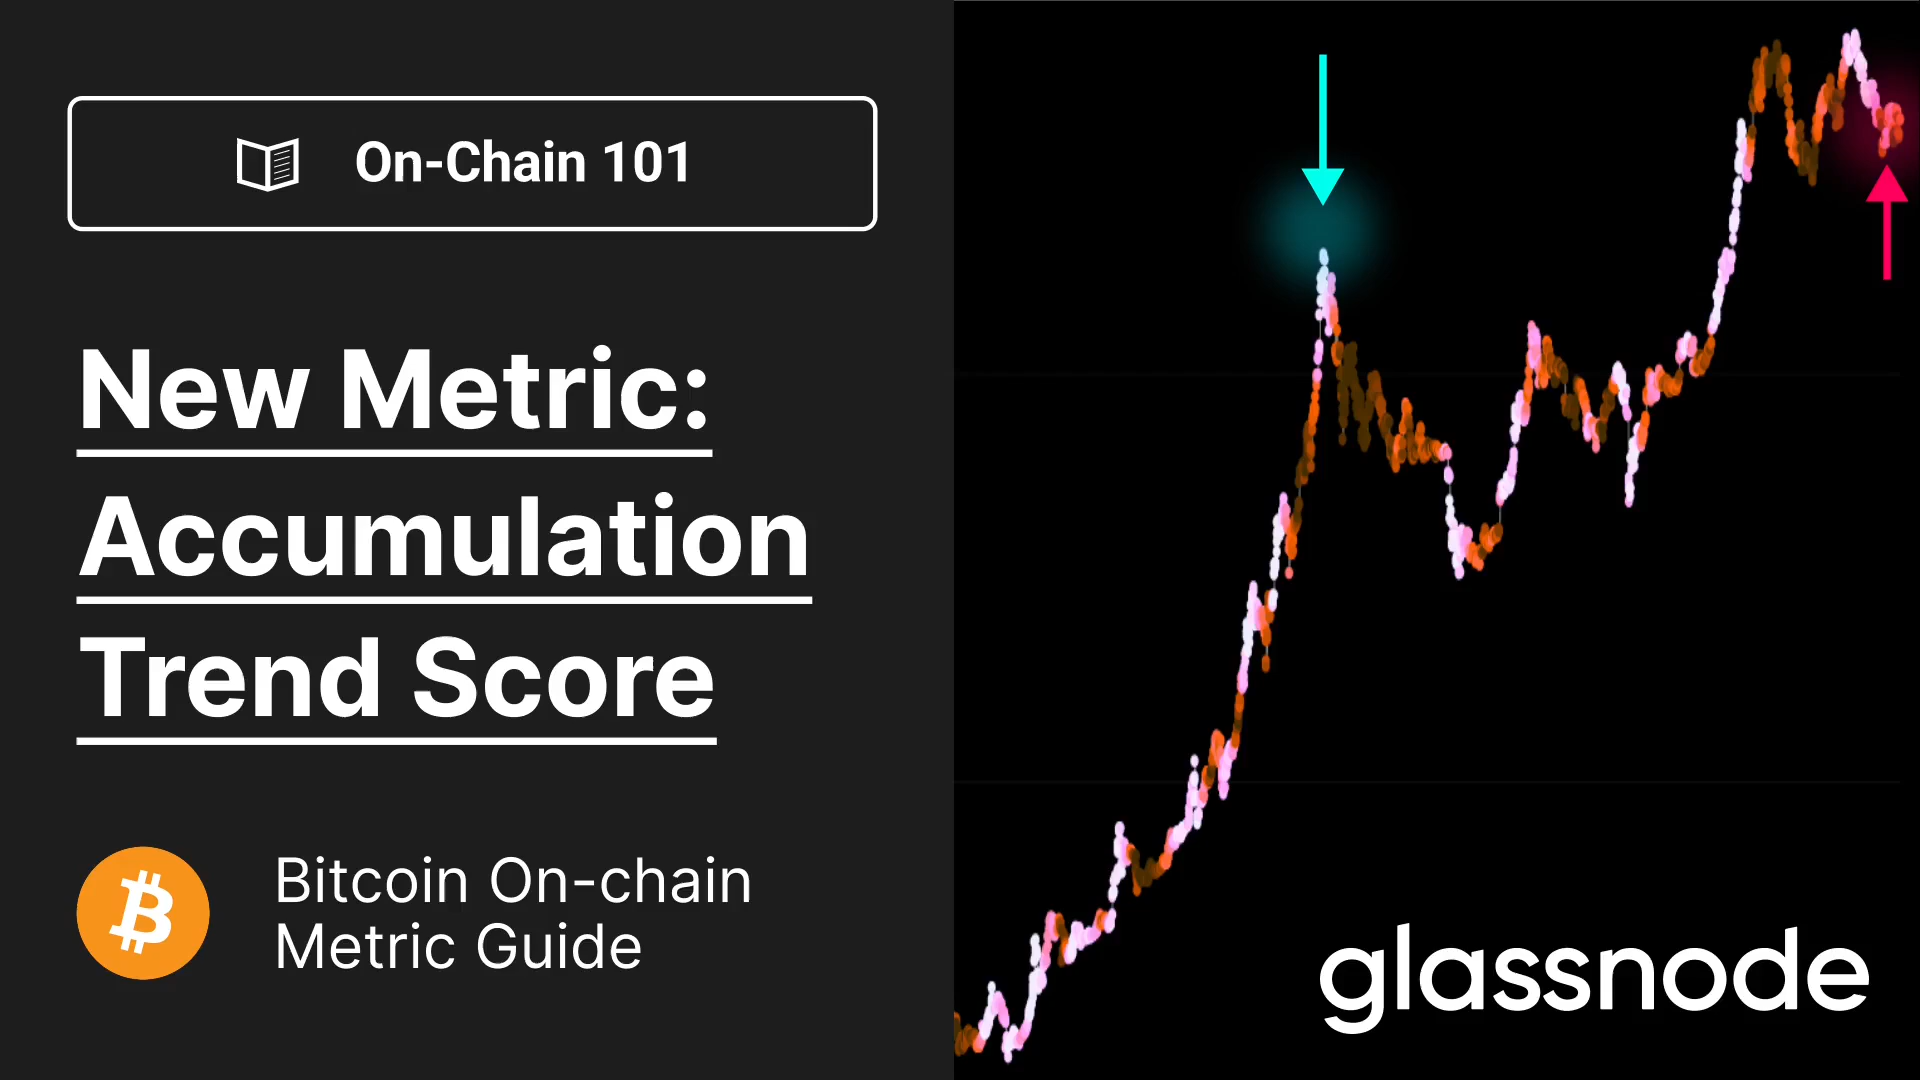 On-Chain 101
New Metric:
Accumulation
Trend Score
Bitcoin On-chain
Metric Guide
glassnode